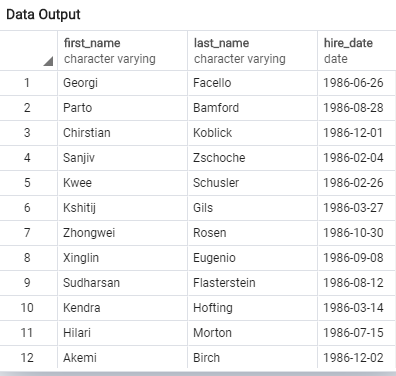 Data Output
first_name last_name hire_date
character varying character varying date
1 Georgi Facello 1986-06-26
2 Parto Bamford 1986-08-28
3 Chirstian Koblick 1986-12-01
4 Sanjiv Zschoche 1986-02-04
5 Kwee Schusler 1986-02-26
6 Kshitij Gils 1986-03-27
7 Zhongwei Rosen 1986-10-30
8 Xinglin Eugenio 1986-09-08
9 Sudharsan Flasterstein 1986-08-12
10 Kendra Hofting 1986-03-14
11 Hilari Morton 1986-07-15
12 Akemi Birch 1986-12-02